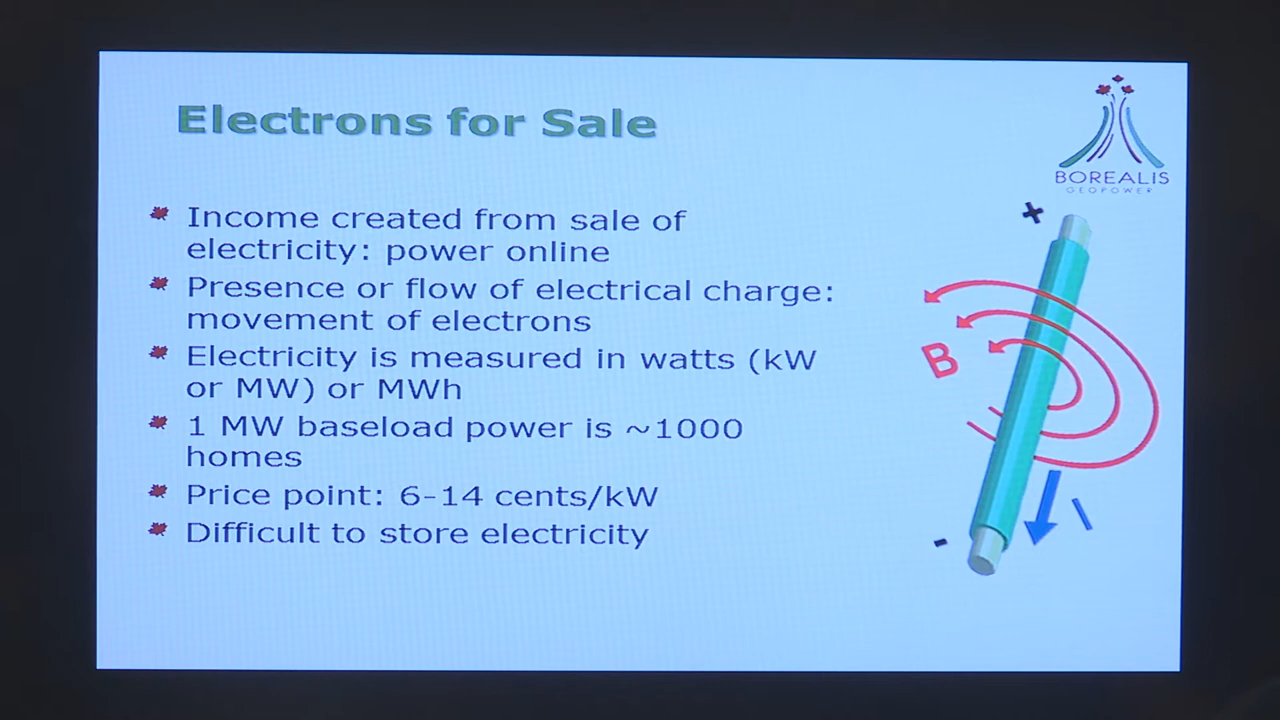 Electrons for Sale
BOREALIS
GEOPOWER
Income created from sale of
electricity: power online
Presence or flow of electrical charge:
movement of electrons
Electricity is measured in watts (kW
or MW) or MWh
1 MW baseload power is ~1000
homes
Price point: 6-14 cents/kW
Difficult to store electricity
+
B
I
-